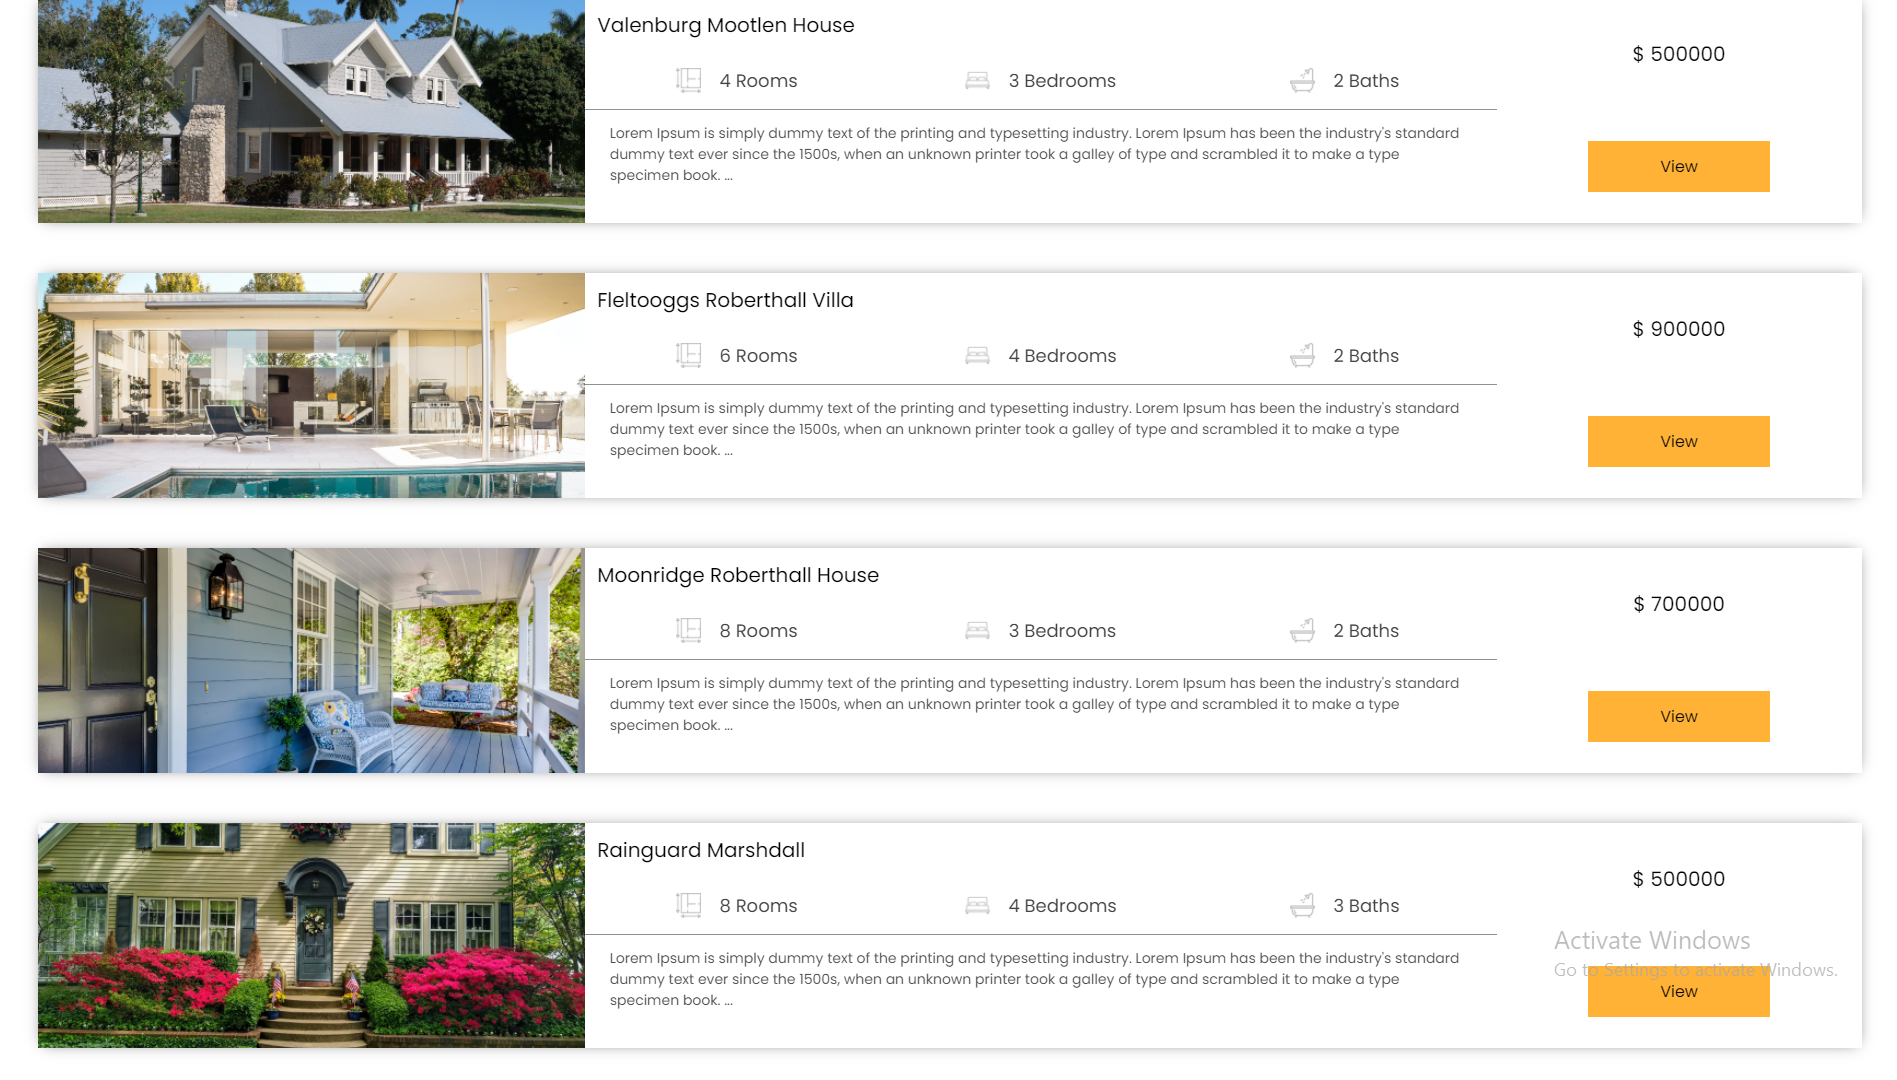 Valenburg Mootlen House
$ 500000
4 Rooms
3 Bedrooms
2 Baths
Lorem Ipsum is simply dummy text of the printing and typesetting industry. Lorem Ipsum has been the industry's standard
dummy text ever since the 1500s, when an unknown printer took a galley of type and scrambled it to make a type
specimen book. ...
View
Fleltooggs Roberthall Villa
$ 900000
6 Rooms
4 Bedrooms
2 Baths
Lorem Ipsum is simply dummy text of the printing and typesetting industry. Lorem Ipsum has been the industry's standard
dummy text ever since the 1500s, when an unknown printer took a galley of type and scrambled it to make a type
specimen book. ...
View
Moonridge Roberthall House
$ 700000
8 Rooms
3 Bedrooms
2 Baths
Lorem Ipsum is simply dummy text of the printing and typesetting industry. Lorem Ipsum has been the industry's standard
dummy text ever since the 1500s, when an unknown printer took a galley of type and scrambled it to make a type
specimen book. ...
View
Rainguard Marshdall
$ 500000
8 Rooms
4 Bedrooms
3 Baths
Lorem Ipsum is simply dummy text of the printing and typesetting industry. Lorem Ipsum has been the industry's standard
dummy text ever since the 1500s, when an unknown printer took a galley of type and scrambled it to make a type
specimen book. ...
Activate Windows
Go to Settings to activate Windows.
View